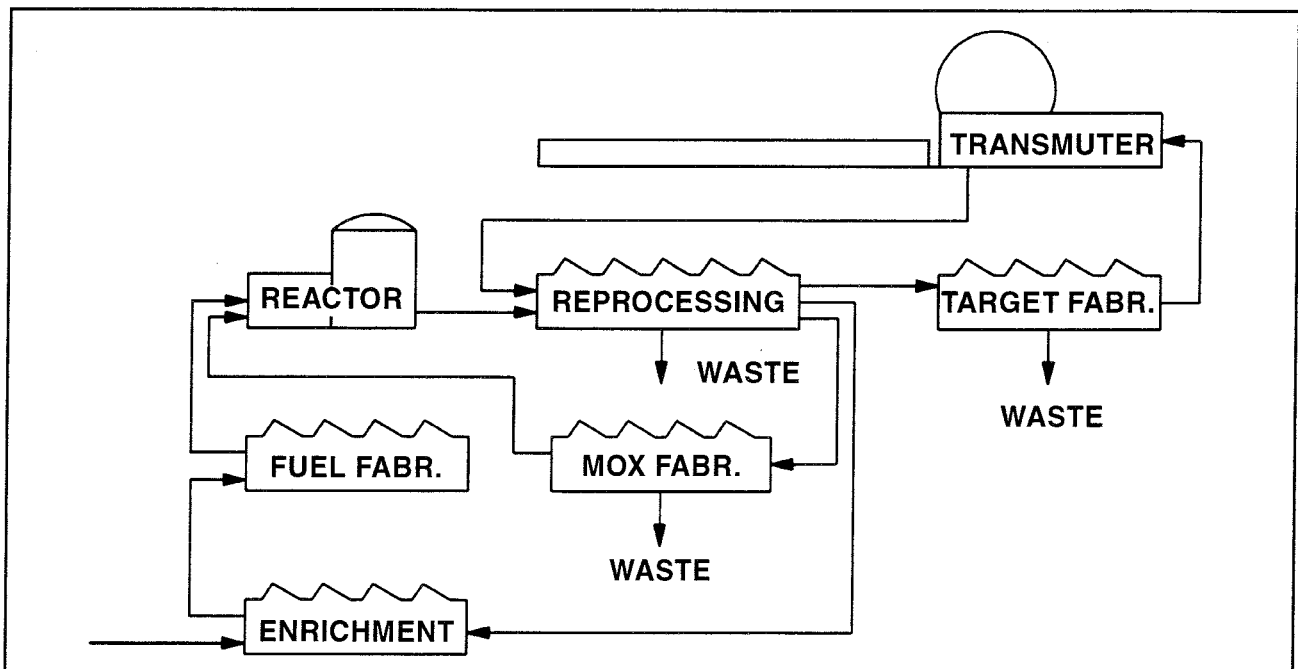 TRANSMUTER
REACTOR
REPROCESSING
TARGET FABR.
WASTE
WASTE
FUEL FABR.
MOX FABR.
WASTE
ENRICHMENT